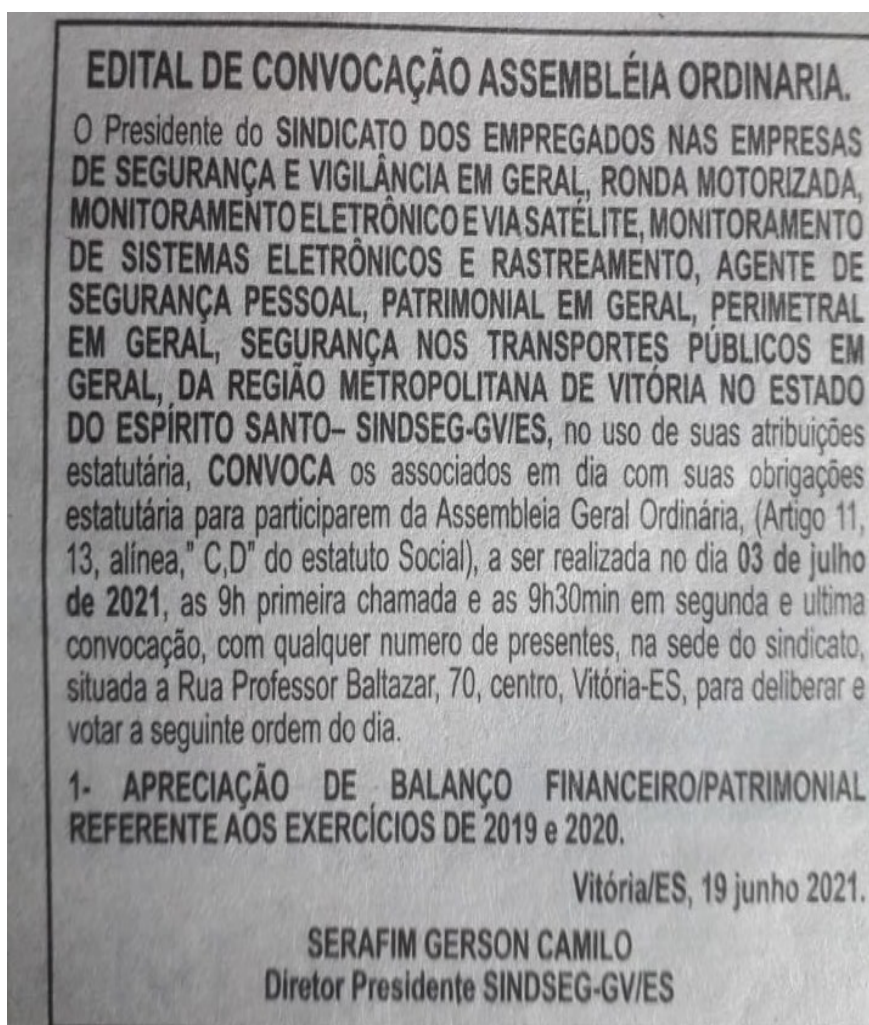 EDITAL DE CONVOCAÇÃO ASSEMBLÉIA ORDINARIA.
O Presidente do SINDICATO DOS EMPREGADOS NAS EMPRESAS
DE SEGURANÇA E VIGILÂNCIA EM GERAL, RONDA MOTORIZADA,
MONITORAMENTO ELETRÔNICO E VIA SATÉLITE, MONITORAMENTO
DE SISTEMAS ELETRÔNICOS E RASTREAMENTO, AGENTE DE
SEGURANÇA PESSOAL, PATRIMONIAL EM GERAL, PERIMETRAL
EM GERAL, SEGURANÇA NOS TRANSPORTES PÚBLICOS EM
GERAL, DA REGIÃO METROPOLITANA DE VITÓRIA NO ESTADO
DO ESPÍRITO SANTO– SINDSEG-GV/ES, no uso de suas atribuições
estatutária, CONVOCA os associados em dia com suas obrigações
estatutária para participarem da Assembleia Geral Ordinária, (Artigo 11,
13, alínea," C,D" do estatuto Social), a ser realizada no dia 03 de julho
de 2021, as 9h primeira chamada e as 9h30min em segunda e ultima
convocação, com qualquer numero de presentes, na sede do sindicato,
situada a Rua Professor Baltazar, 70, centro, Vitória-ES, para deliberar e
votar a seguinte ordem do dia.
1- APRECIAÇÃO DE BALANÇO FINANCEIRO/PATRIMONIAL
REFERENTE AOS EXERCÍCIOS DE 2019 e 2020.
Vitória/ES, 19 junho 2021.
SERAFIM GERSON CAMILO
Diretor Presidente SINDSEG-GV/ES